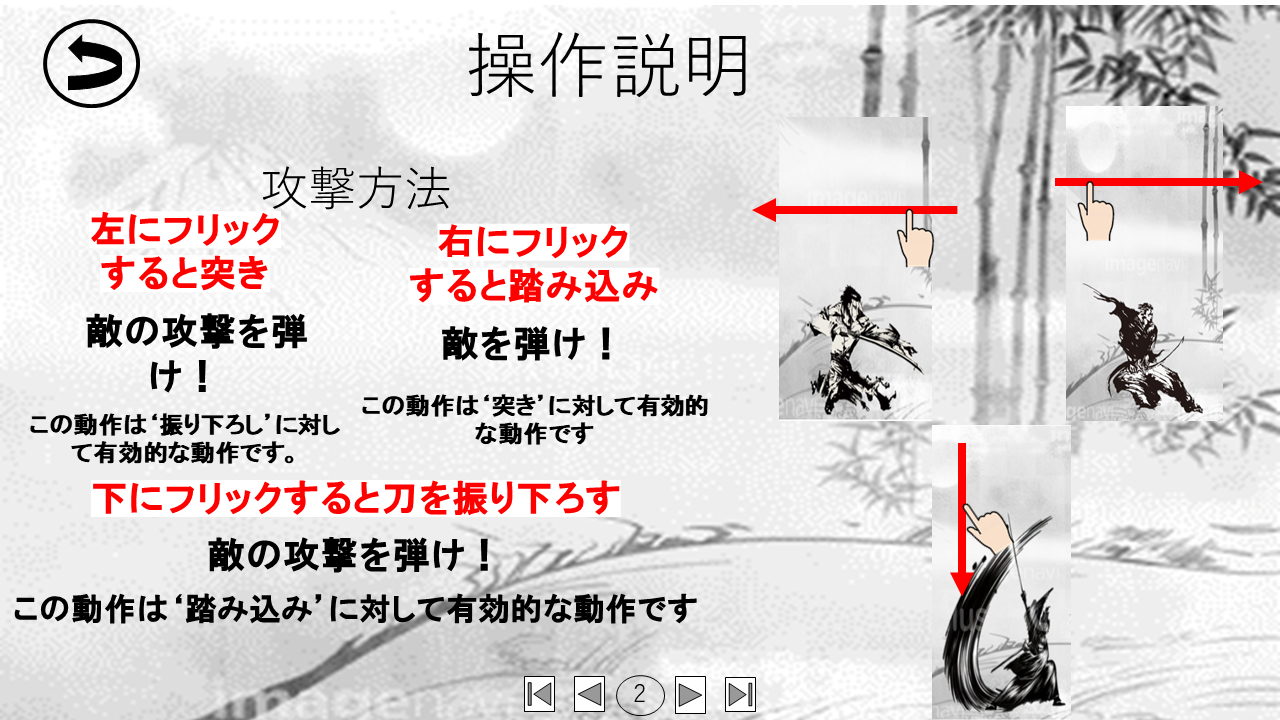 操作説明
攻撃方法
左にフリック
すると突き
敵の攻撃を弾
け！
この動作は‘振り下ろし’に対し
て有効的な動作です。
右にフリック
すると踏み込み
敵を弾け！
この動作は‘突き’に対して有効的
な動作です
下にフリックすると刀を振り下ろす
敵の攻撃を弾け！
この動作は‘踏み込み’に対して有効的な動作です
2